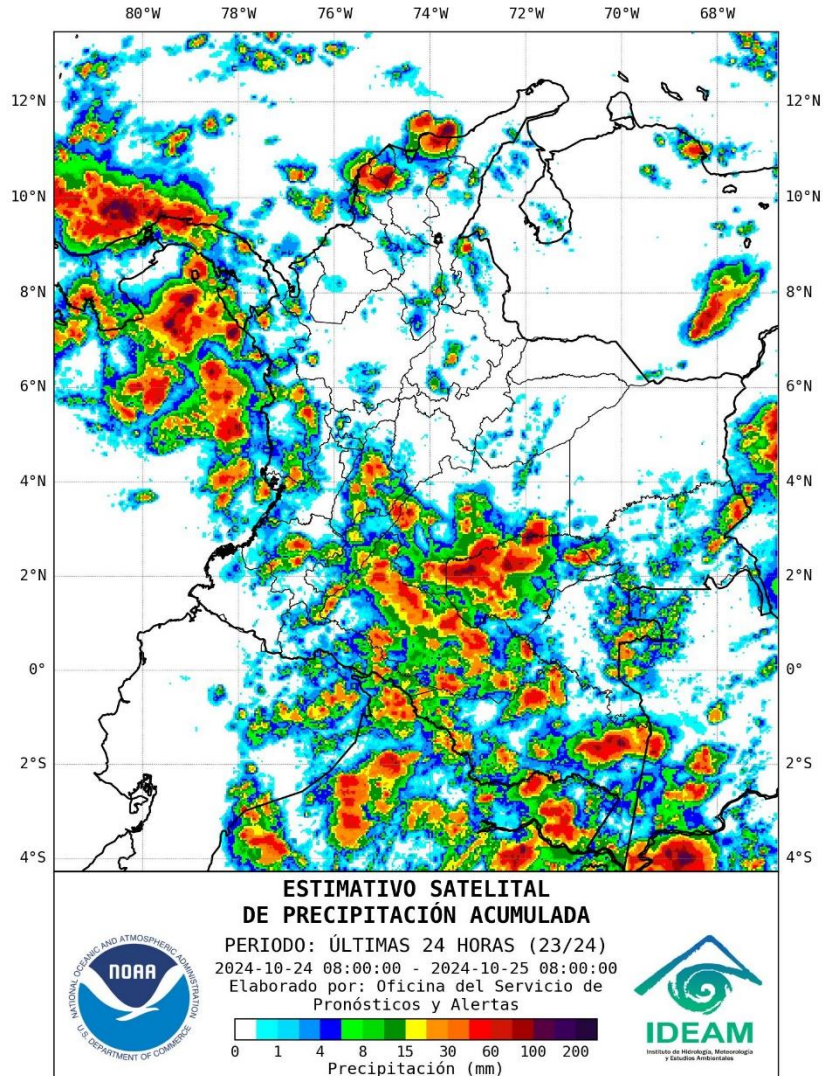 80°W 78°W 76°W 74°W 72°W 70°W 68°W
12°N 12°N
10°N 10°N
8°N 8°N
6°N 6°N
4°N 4°N
2°N 2°N
0° 0°
2°S 2°S
4°S 4°S
ESTIMATIVO SATELITAL
DE PRECIPITACIÓN ACUMULADA
PERIODO: ÚLTIMAS 24 HORAS (23/24)
2024-10-24 08:00:00 - 2024-10-25 08:00:00
Elaborado por: Oficina del Servicio de
Pronósticos y Alertas
0 1 4 8 15 30 60 100 200
Precipitación (mm)
NATIONAL OCEANIC AND ATMOSPHERIC ADMINISTRATION
NOAA
U.S. DEPARTMENT OF COMMERCE
IDEAM
Instituto de Hidrología, Meteorología
y Estudios Ambientales